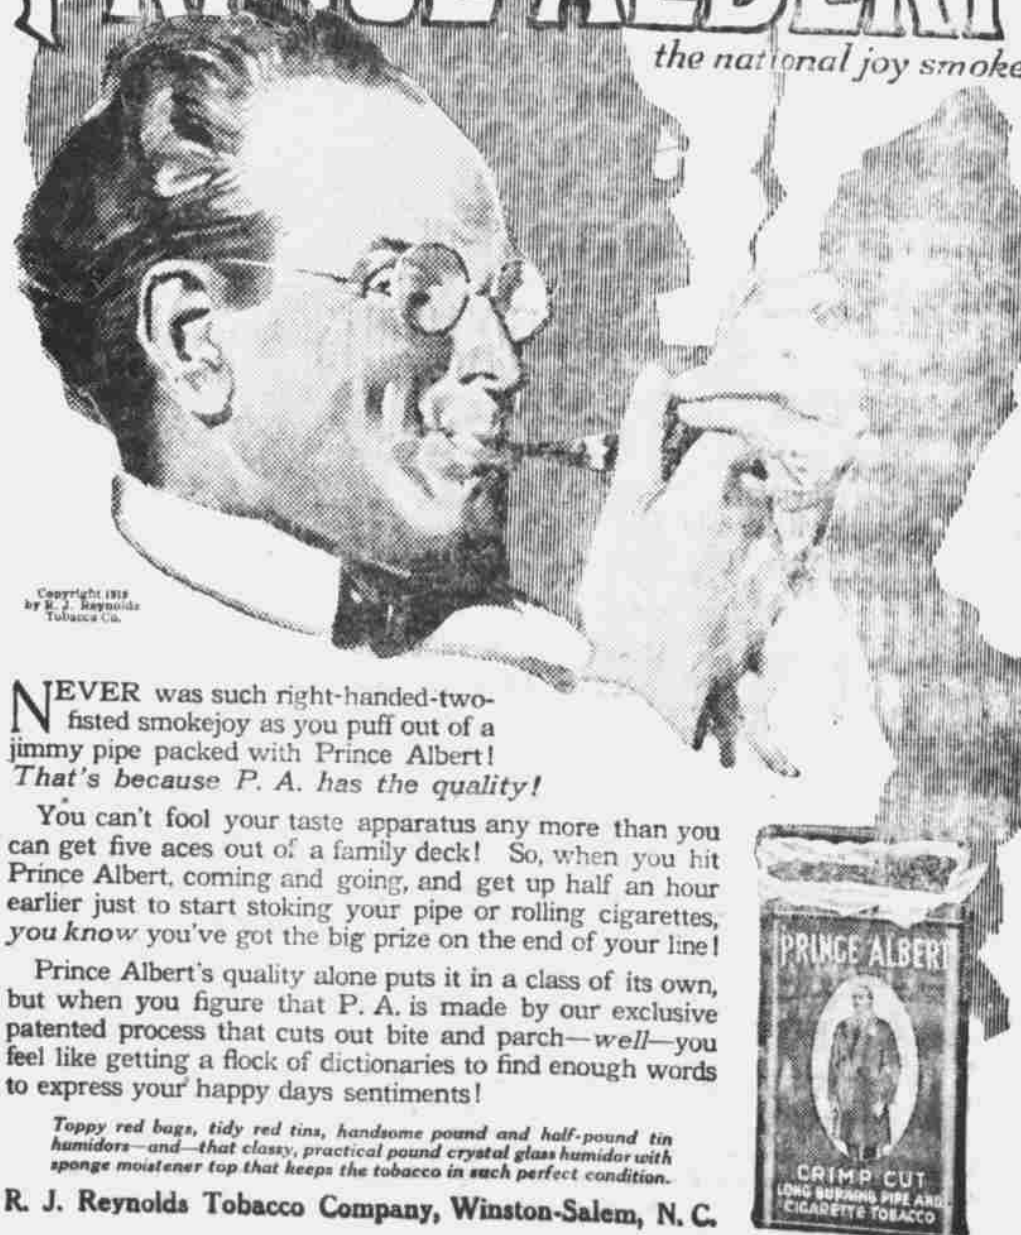 PRINCE ALBERT
the national joy smoke
Copyright 1919
by R. J. Reynolds
Tobacco Co.
NEVER was such right-handed-two-
fisted smokejoy as you puff out of a
jimmy pipe packed with Prince Albert!
That's because P. A. has the quality!
You can't fool your taste apparatus any more than you
can get five aces out of a family deck! So, when you hit
Prince Albert, coming and going, and get up half an hour
earlier just to start stoking your pipe or rolling cigarettes,
you know you've got the big prize on the end of your line!
Prince Albert's quality alone puts it in a class of its own,
but when you figure that P. A. is made by our exclusive
patented process that cuts out bite and parch—well—you
feel like getting a flock of dictionaries to find enough words
to express your happy days sentiments!
Toppy red bags, tidy red tins, handsome pound and half-pound tin
humidors—and—that classy, practical pound crystal glass humidor with
sponge moistener top that keeps the tobacco in such perfect condition.
R. J. Reynolds Tobacco Company, Winston-Salem, N. C.
PRINCE ALBERT
CRIMP CUT
LONG BURNING PIPE AND
CIGARETTE TOBACCO